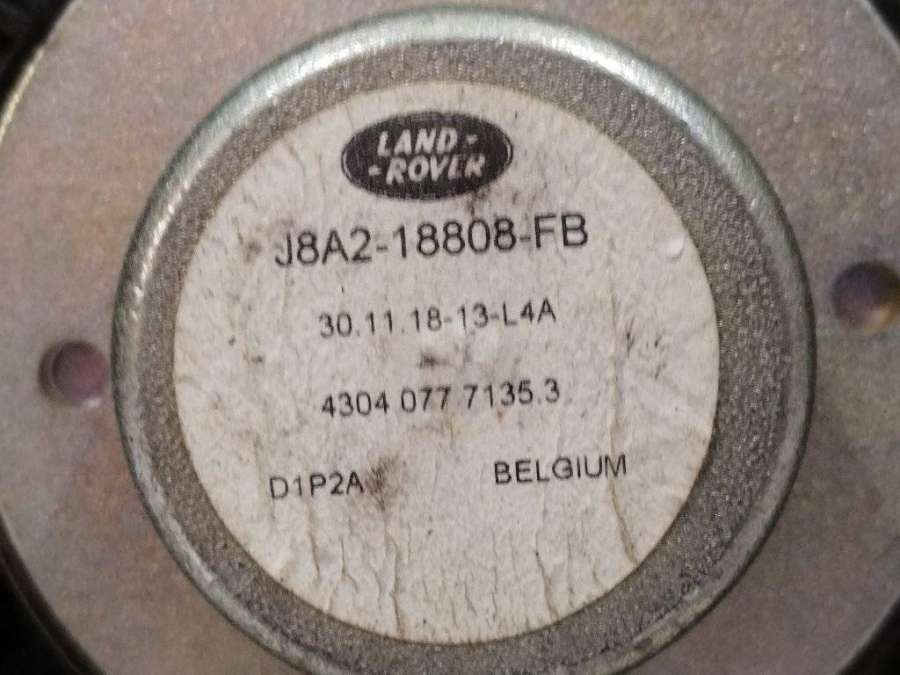 LAND-
-ROVER
J8A2-18808-FB
30.11.18-13-L4A
4304 077 7135.3
D1P2A BELGIUM